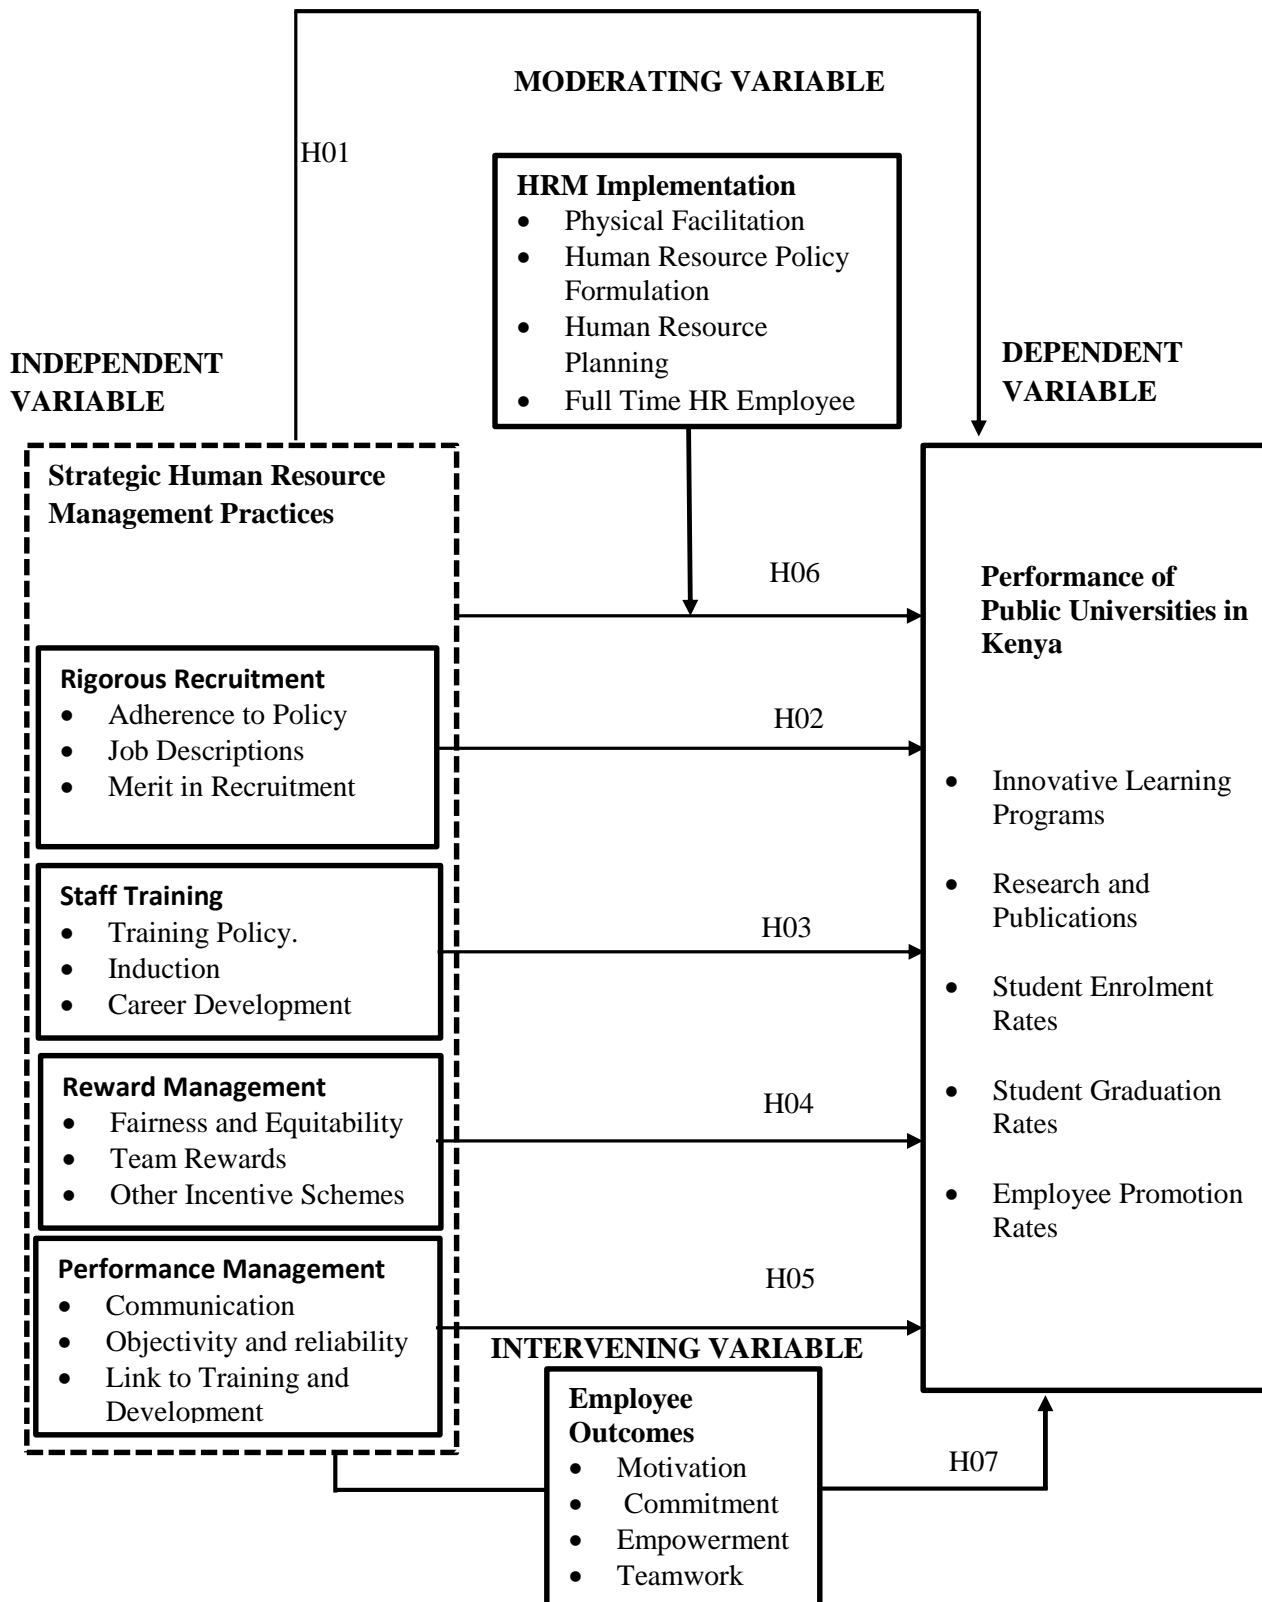 MODERATING VARIABLE
H01
HRM Implementation
• Physical Facilitation
• Human Resource Policy
Formulation
• Human Resource
Planning
• Full Time HR Employee
INDEPENDENT
VARIABLE
DEPENDENT
VARIABLE
Strategic Human Resource
Management Practices
H06
Rigorous Recruitment
• Adherence to Policy
• Job Descriptions
• Merit in Recruitment
H02
Staff Training
• Training Policy.
• Induction
• Career Development
H03
Reward Management
• Fairness and Equitability
• Team Rewards
• Other Incentive Schemes
H04
Performance Management
• Communication
• Objectivity and reliability
• Link to Training and
Development
H05
Performance of
Public Universities in
Kenya
• Innovative Learning
Programs
• Research and
Publications
• Student Enrolment
Rates
• Student Graduation
Rates
• Employee Promotion
Rates
INTERVENING VARIABLE
Employee
Outcomes
• Motivation
• Commitment
• Empowerment
• Teamwork
H07